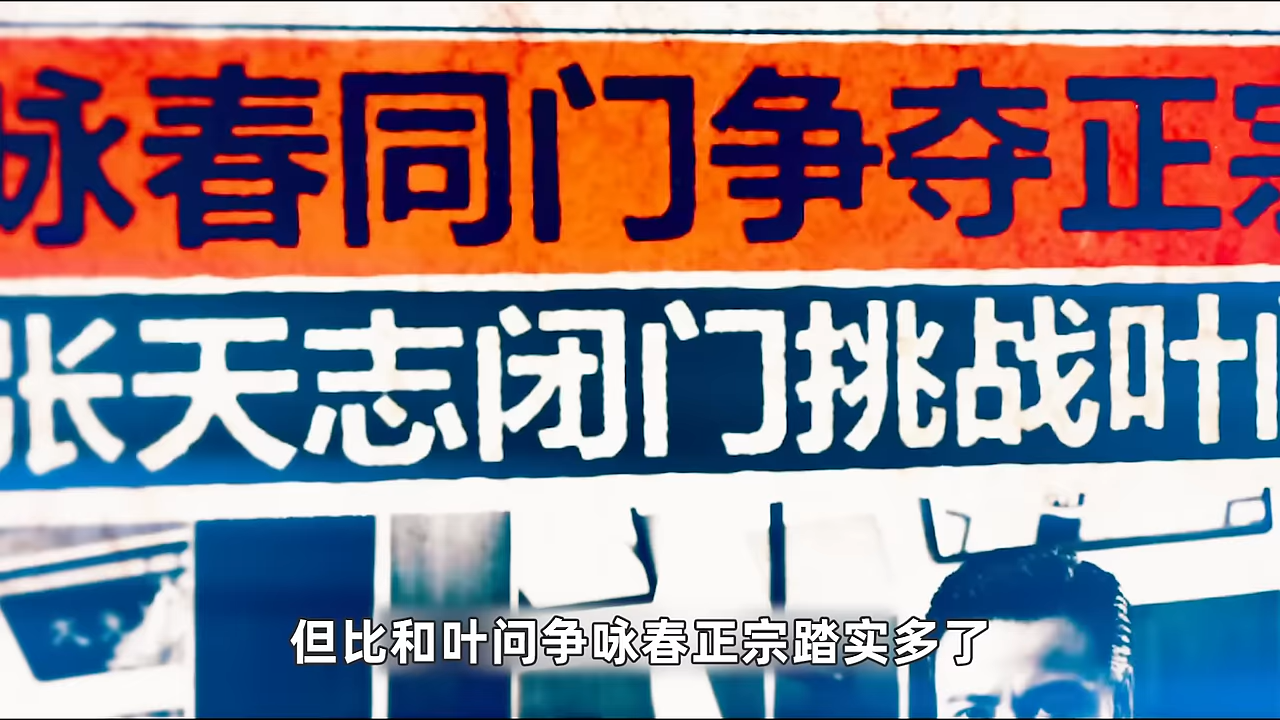 咏春同门争夺正宗
张天志闭门挑战叶
但比和叶问争咏春正宗踏实多了